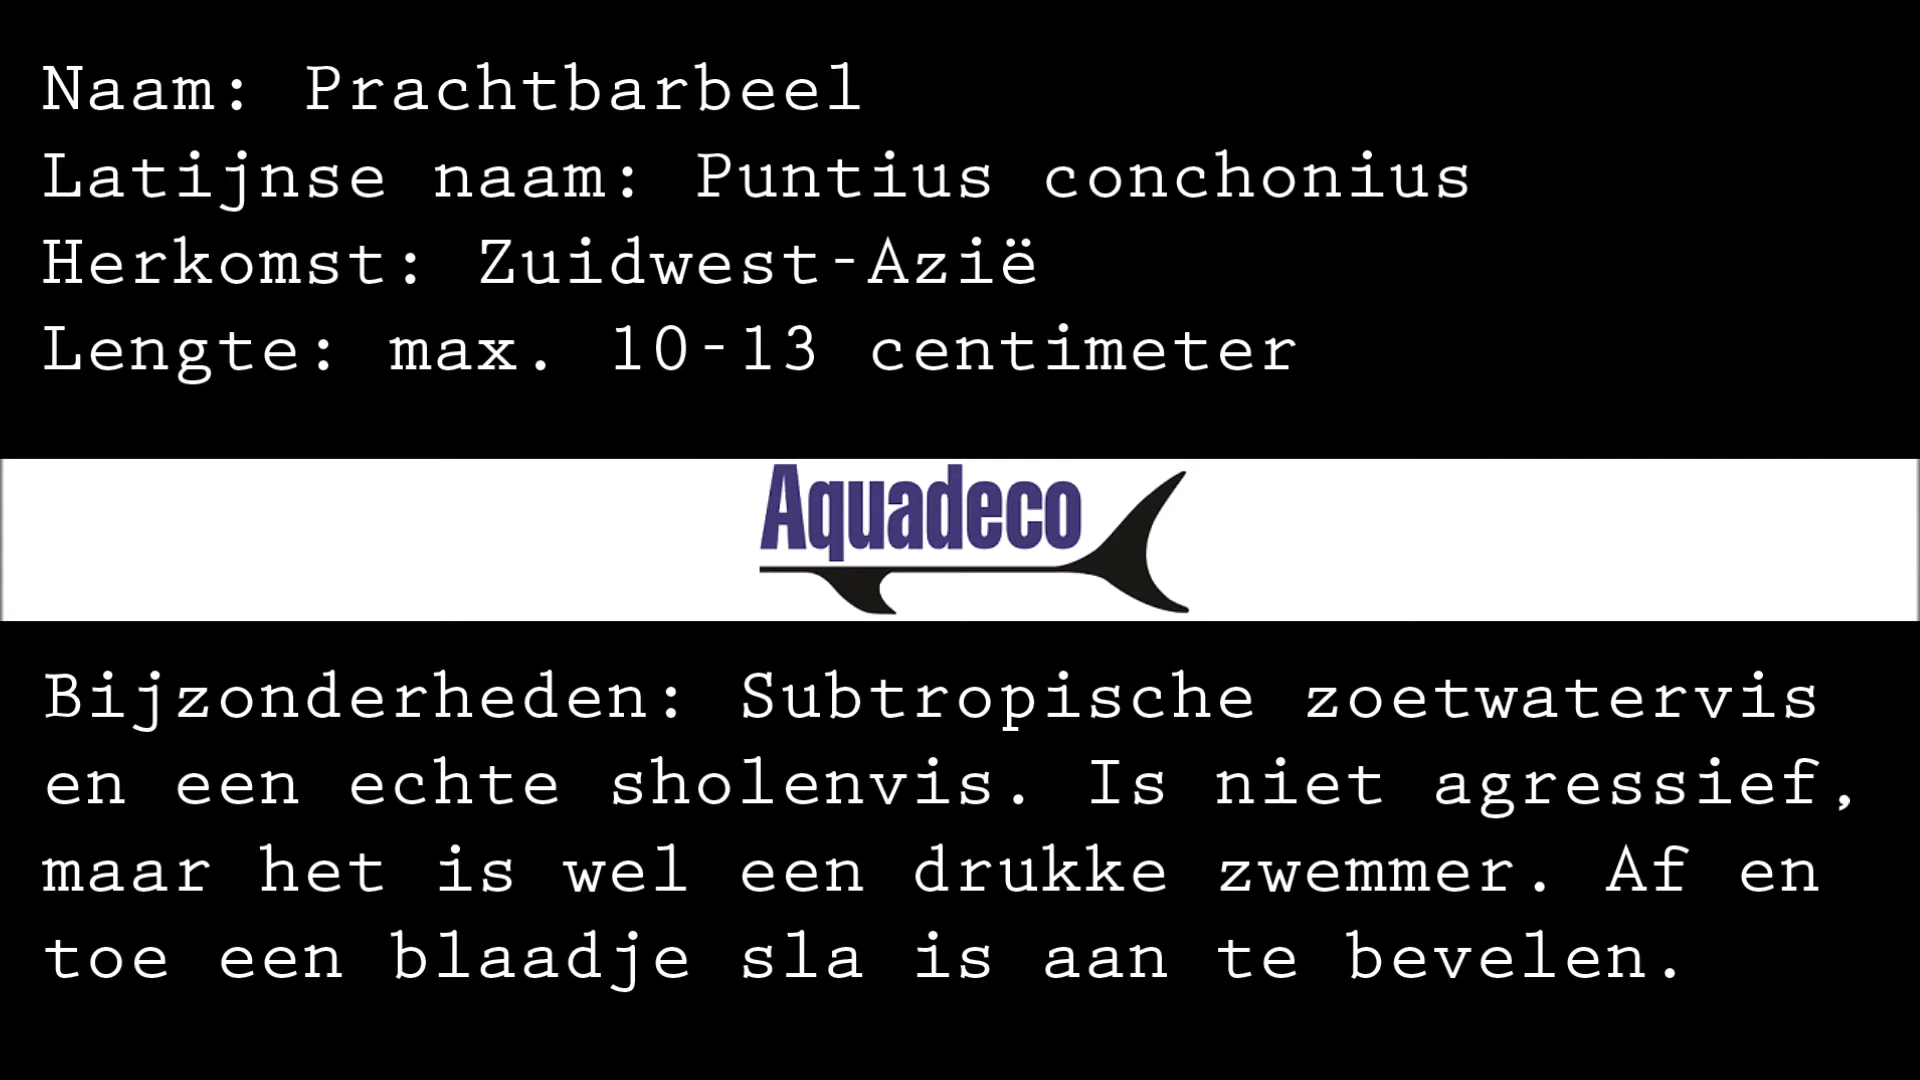 Naam: Prachtbarbeel
Latijnse naam: Puntius conchonius
Herkomst: Zuidwest-Azië
Lengte: max. 10-13 centimeter
Aquadeco
Bijzonderheden: Subtropische zoetwatervis
en een echte sholenvis. Is niet agressief,
maar het is wel een drukke zwemmer. Af en
toe een blaadje sla is aan te bevelen.